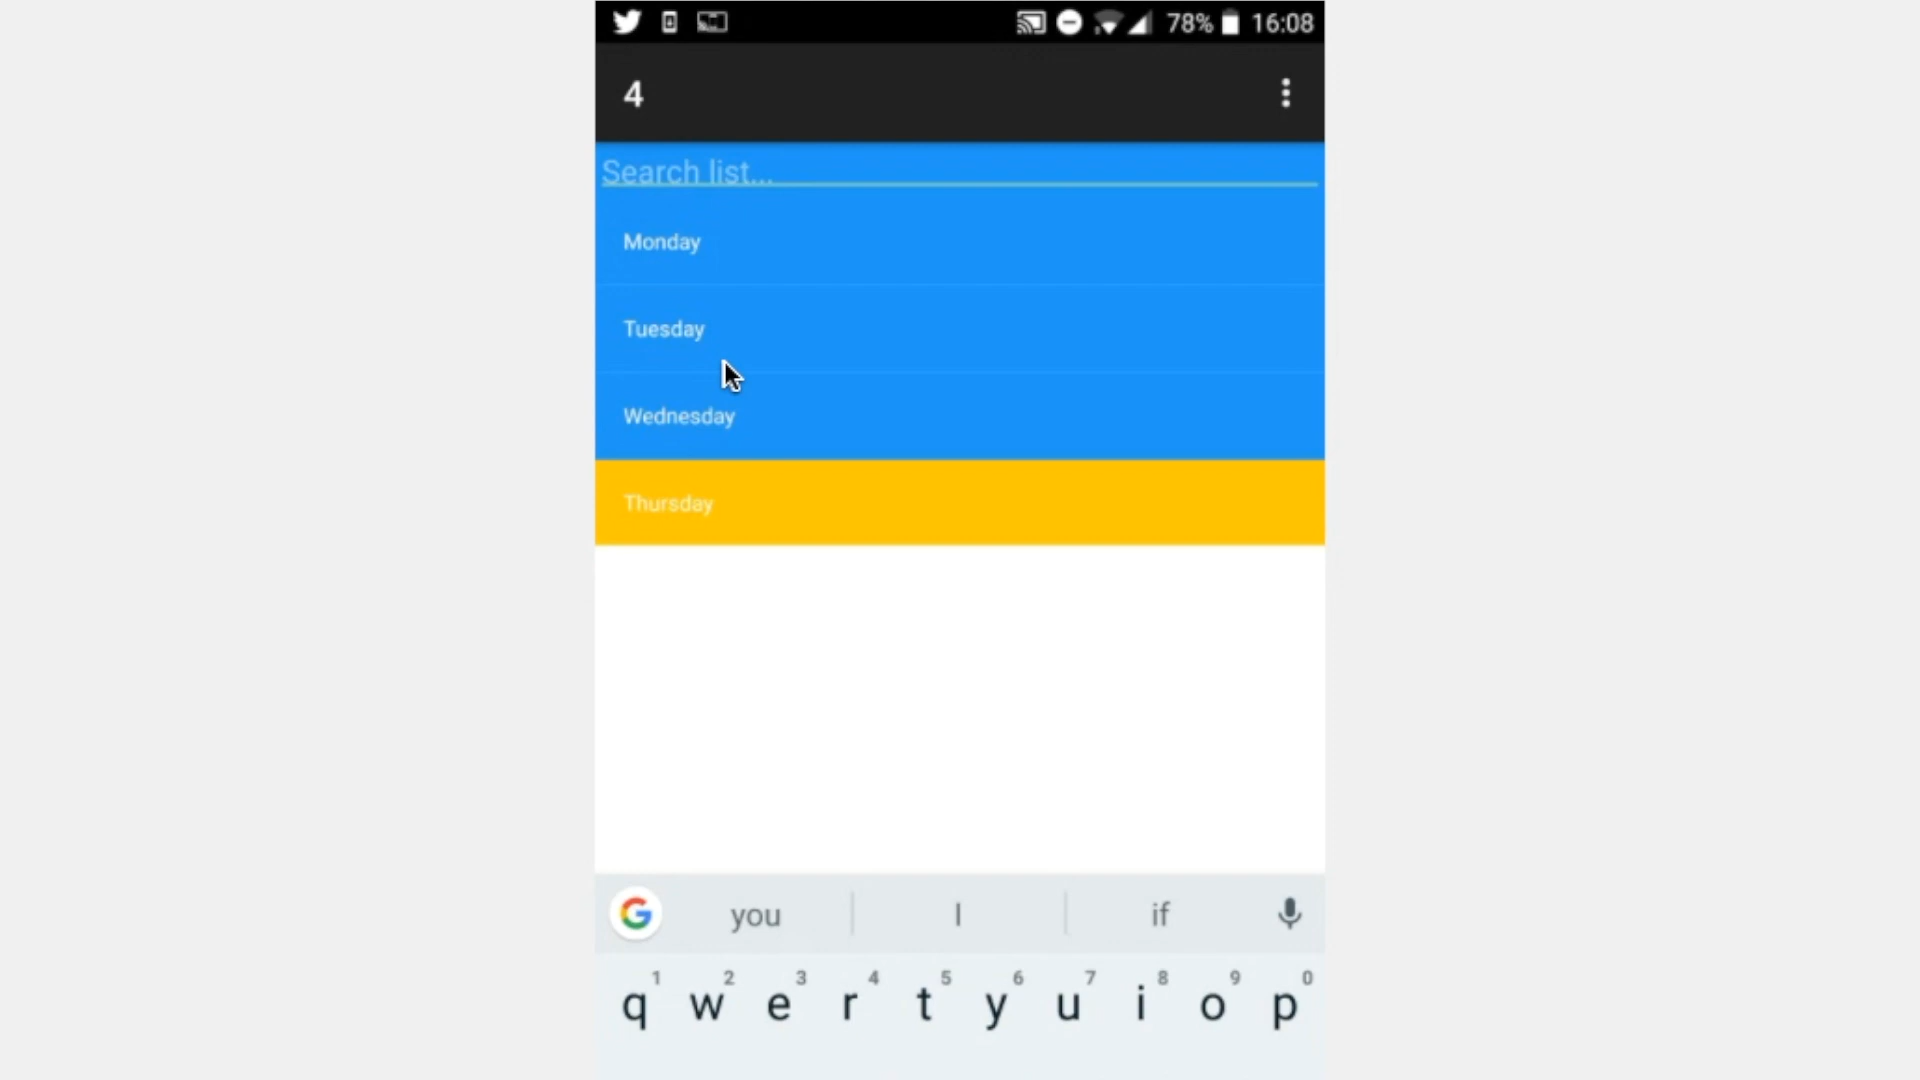 78% 16:08
4
Search list...
Monday
Tuesday
Wednesday
Thursday
G you I if
1 2 3 4 5 6 7 8 9 0
q w e r t y u i o p